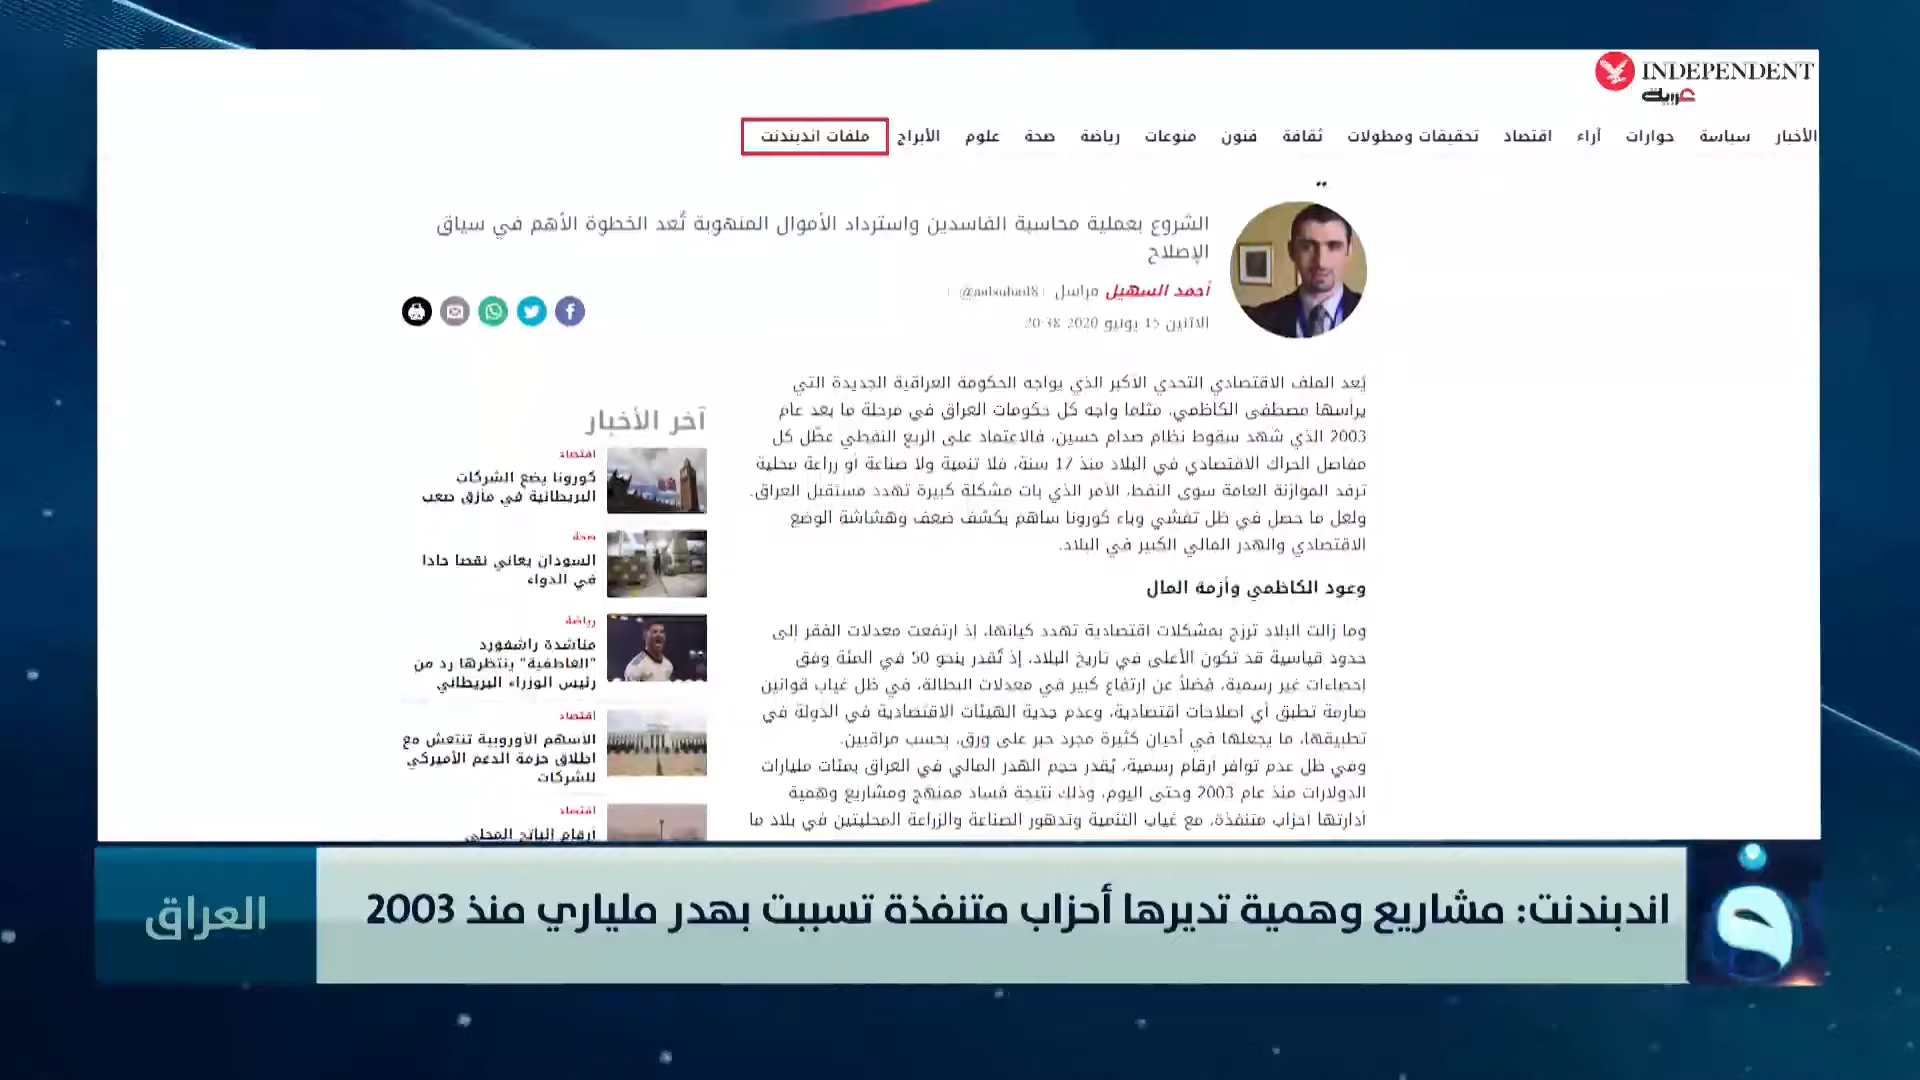 INDEPENDENT
عربية
الأخبار سياسة حوارات آراء اقتصاد تحقيقات ومطولات ثقافة فنون منوعات رياضة صحة علوم الأبراج ملفات اندبندنت
الشروع بعملية محاسبة الفاسدين واسترداد الأموال المنهوبة تُعد الخطوة الأهم في سياق
الإصلاح
أحمد السهيل مراسل
الاثنين 15 يونيو 2020 20:38
يُعد الملف الاقتصادي التحدي الأكبر الذي يواجه الحكومة العراقية الجديدة التي
يرأسها مصطفى الكاظمي، مثلما واجه كل حكومات العراق في مرحلة ما بعد عام
2003 الذي شهد سقوط نظام صدام حسين، فالاعتماد على الريع النفطي عطّل كل
مفاصل الحراك الاقتصادي في البلاد منذ 17 سنة، فلا تنمية ولا صناعة أو زراعة محلية
ترفد الموازنة العامة سوى النفط، الأمر الذي بات مشكلة كبيرة تهدد مستقبل العراق.
ولعل ما حصل في ظل تفشي وباء كورونا ساهم بكشف ضعف وهشاشة الوضع
الاقتصادي والهدر المالي الكبير في البلاد.
وعود الكاظمي وأزمة المال
وما زالت البلاد ترزح بمشكلات اقتصادية تهدد كيانها، إذ ارتفعت معدلات الفقر إلى
حدود قياسية قد تكون الأعلى في تاريخ البلاد، إذ تُقدر بنحو 50 في المئة وفق
إحصاءات غير رسمية، فضلاً عن ارتفاع كبير في معدلات البطالة، في ظل غياب قوانين
صارمة تطبق أي اصلاحات اقتصادية، وعدم جدية الهيئات الاقتصادية في الدولة في
تطبيقها، ما يجعلها في أحيان كثيرة مجرد حبر على ورق، بحسب مراقبين.
وفي ظل عدم توافر أرقام رسمية، يُقدر حجم الهدر المالي في العراق بمئات مليارات
الدولارات منذ عام 2003 وحتى اليوم، وذلك نتيجة فساد ممنهج ومشاريع وهمية
أدارتها أحزاب متنفذة، مع غياب التنمية وتدهور الصناعة والزراعة المحليتين في بلاد ما
آخر الأخبار
اقتصاد
كورونا يضع الشركات
البريطانية في مأزق صعب
صحة
السودان يعاني نقصا حادا
في الدواء
رياضة
مناشدة راشفورد
"العاطفية" ينتظرها رد من
رئيس الوزراء البريطاني
اقتصاد
الأسهم الأوروبية تنتعش مع
اطلاق حزمة الدعم الأميركي
للشركات
اقتصاد
أرقام الناتج المحلي
اندبندنت: مشاريع وهمية تديرها أحزاب متنفذة تسببت بهدر ملياري منذ 2003
العراق